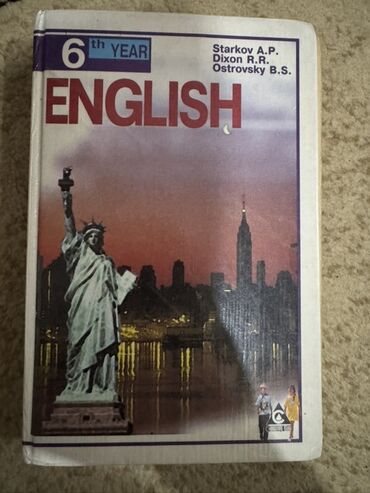 6th YEAR
Starkov A.P.
Dixon R.R.
Ostrovsky B.S.
ENGLISH